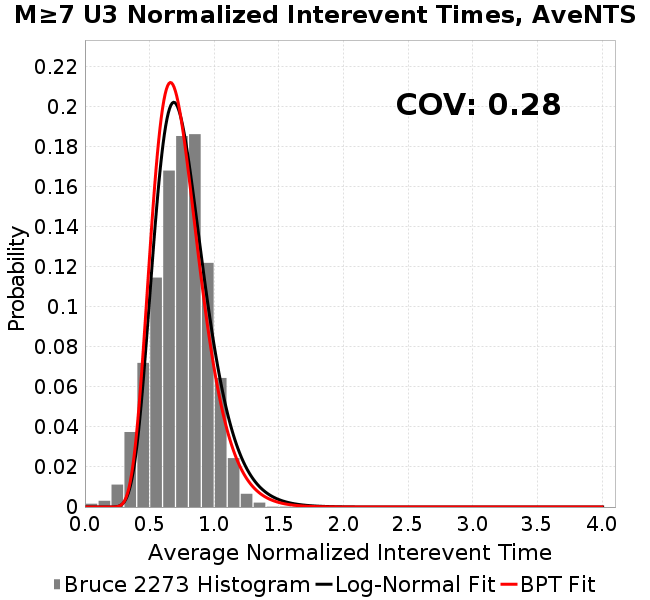 M≥7 U3 Normalized Interevent Times, AveNTS
COV: 0.28
Probability
0.22
0.2
0.18
0.16
0.14
0.12
0.1
0.08
0.06
0.04
0.02
0
0.0 0.5 1.0 1.5 2.0 2.5 3.0 3.5 4.0
Average Normalized Interevent Time
Bruce 2273 Histogram Log-Normal Fit BPT Fit